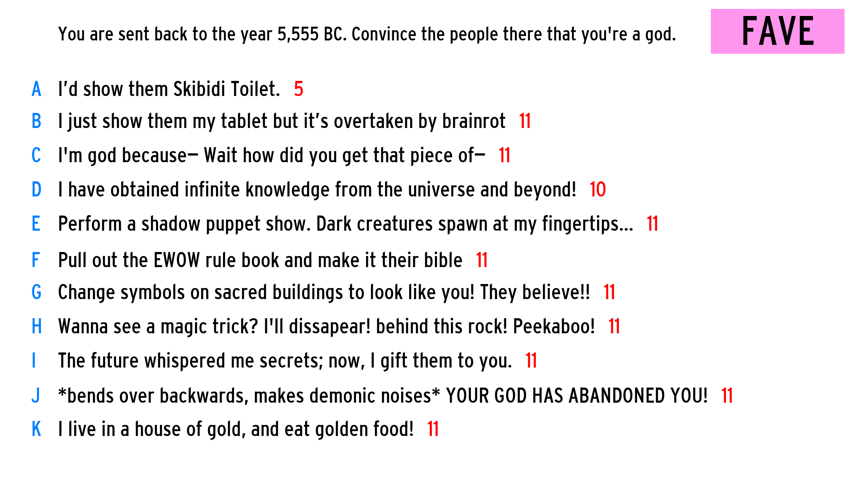 You are sent back to the year 5,555 BC. Convince the people there that you're a god.
FAVE
A I'd show them Skibidi Toilet. 5
B I just show them my tablet but it's overtaken by brainrot 11
C I'm god because— Wait how did you get that piece of— 11
D I have obtained infinite knowledge from the universe and beyond! 10
E Perform a shadow puppet show. Dark creatures spawn at my fingertips... 11
F Pull out the EWOW rule book and make it their bible 11
G Change symbols on sacred buildings to look like you! They believe!! 11
H Wanna see a magic trick? I'll dissapear! behind this rock! Peekaboo! 11
I The future whispered me secrets; now, I gift them to you. 11
J *bends over backwards, makes demonic noises* YOUR GOD HAS ABANDONED YOU! 11
K I live in a house of gold, and eat golden food! 11